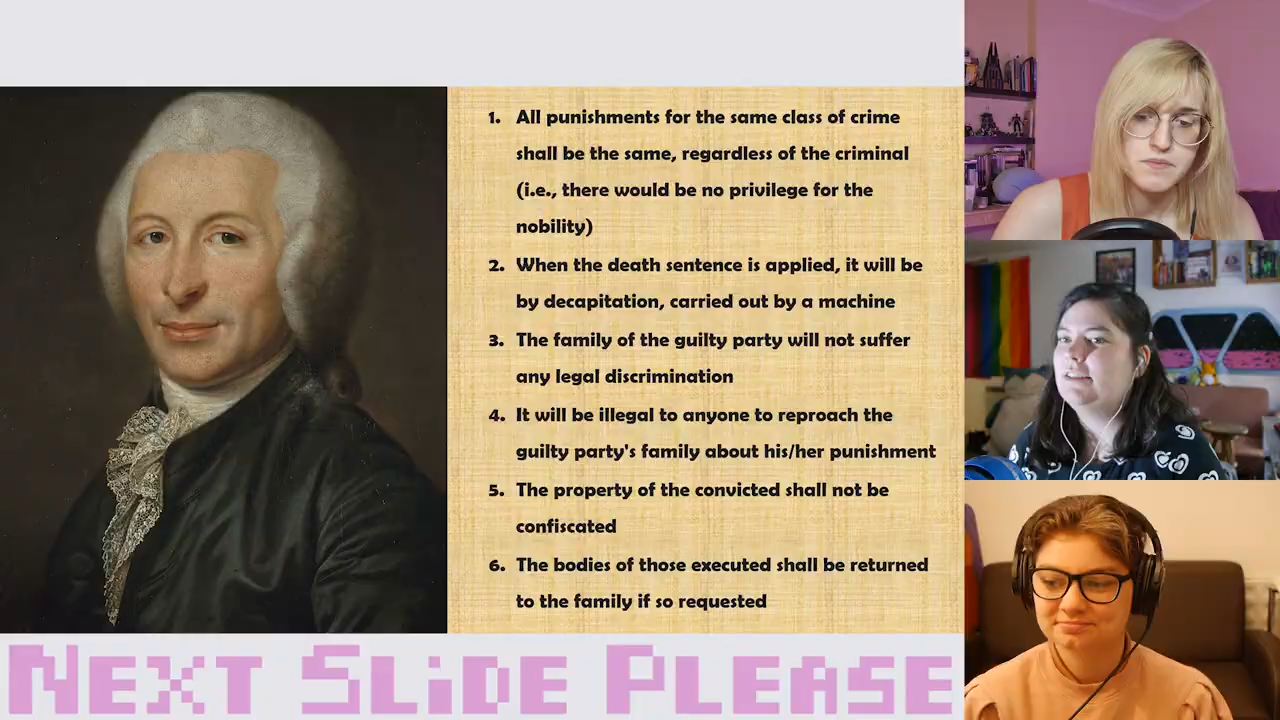 1. All punishments for the same class of crime
shall be the same, regardless of the criminal
(i.e., there would be no privilege for the
nobility)
2. When the death sentence is applied, it will be
by decapitation, carried out by a machine
3. The family of the guilty party will not suffer
any legal discrimination
4. It will be illegal to anyone to reproach the
guilty party's family about his/her punishment
5. The property of the convicted shall not be
confiscated
6. The bodies of those executed shall be returned
to the family if so requested
NEXT SLIDE PLEASE